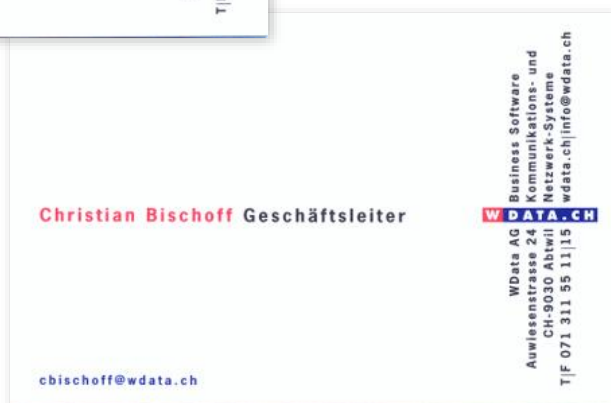 T|
Christian Bischoff Geschäftsleiter
cbischoff@wdata.ch
WDATA.CH
WData AG Business Software
Auwiesenstrasse 24 Kommunikations- und
CH-9030 Abtwil Netzwerk-Systeme
T|F 071 311 55 11|15 wdata.ch|info@wdata.ch